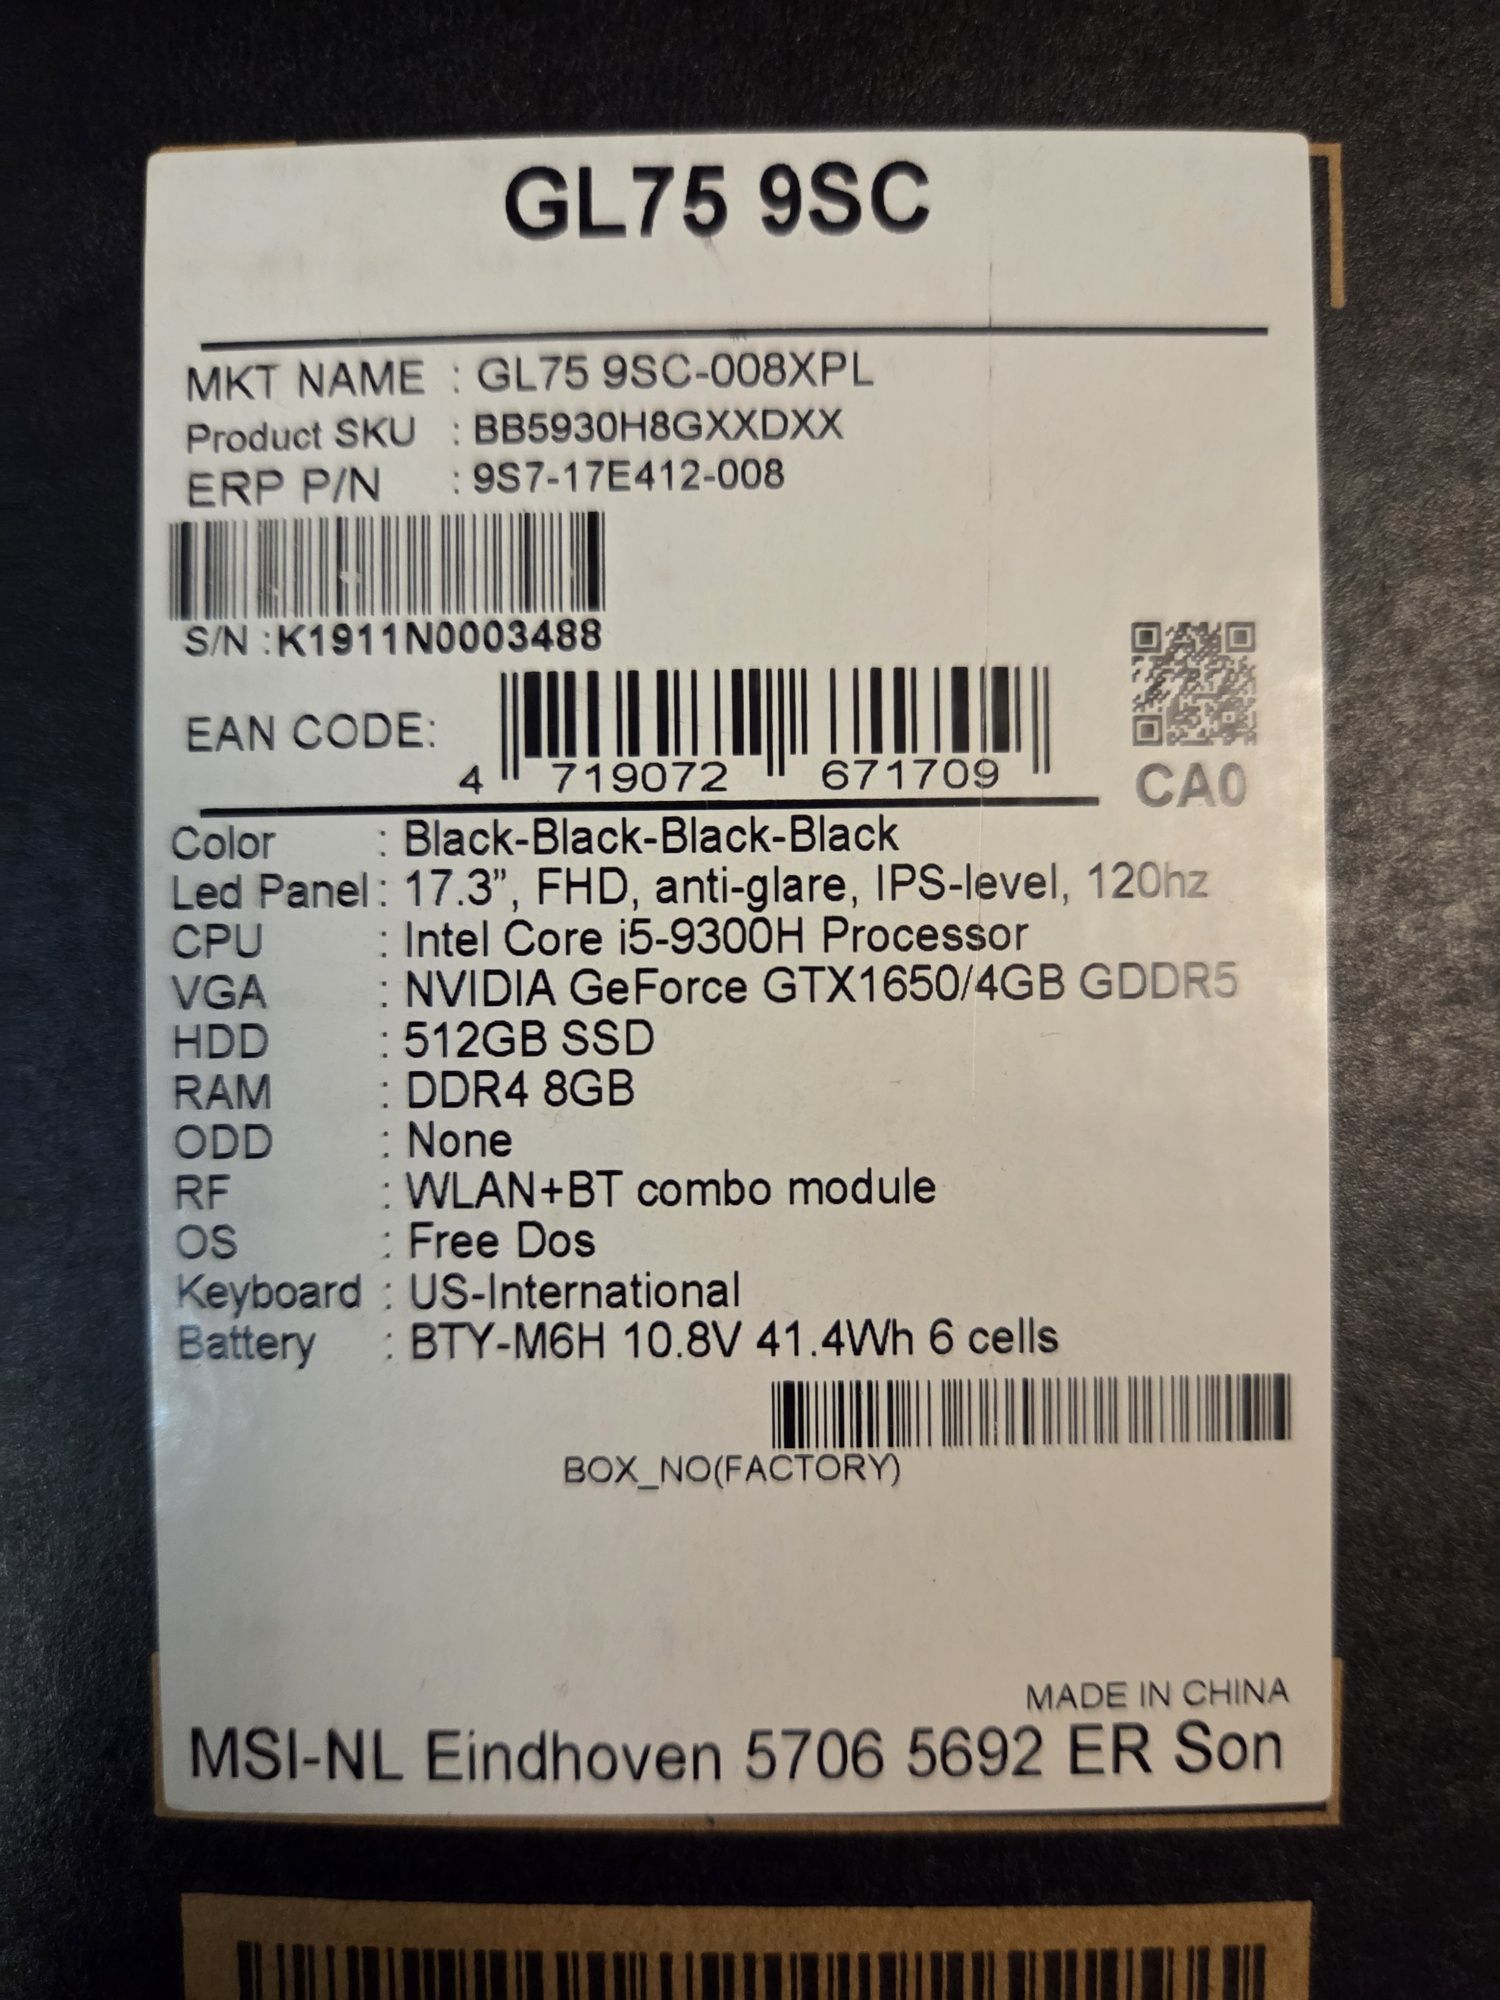 GL75 9SC
MKT NAME : GL75 9SC-008XPL
Product SKU : BB5930H8GXXDXX
ERP P/N : 9S7-17E412-008
S/N :K1911N0003488
EAN CODE: 4 719072 671709
CA0
Color : Black-Black-Black-Black
Led Panel : 17.3”, FHD, anti-glare, IPS-level, 120hz
CPU : Intel Core i5-9300H Processor
VGA : NVIDIA GeForce GTX1650/4GB GDDR5
HDD : 512GB SSD
RAM : DDR4 8GB
ODD : None
RF : WLAN+BT combo module
OS : Free Dos
Keyboard : US-International
Battery : BTY-M6H 10.8V 41.4Wh 6 cells
BOX_NO(FACTORY)
MADE IN CHINA
MSI-NL Eindhoven 5706 5692 ER Son